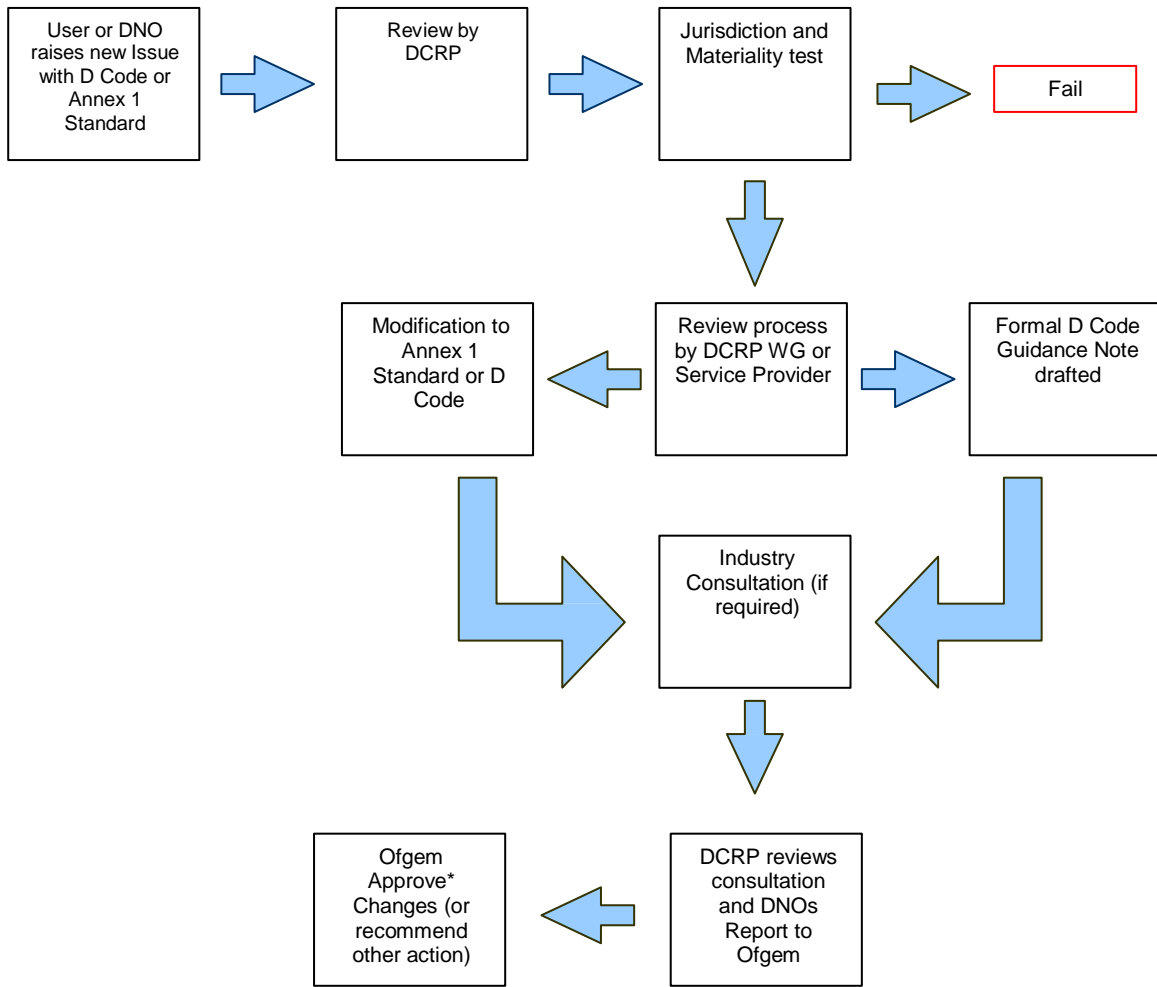 User or DNO
raises new Issue
with D Code or
Annex 1
Standard
Review by
DCRP
Jurisdiction and
Materiality test
Fail
Modification to
Annex 1
Standard or D
Code
Review process
by DCRP WG or
Service Provider
Formal D Code
Guidance Note
drafted
Industry
Consultation (if
required)
Ofgem
Approve*
Changes (or
recommend
other action)
DCRP reviews
consultation
and DNOs
Report to
Ofgem